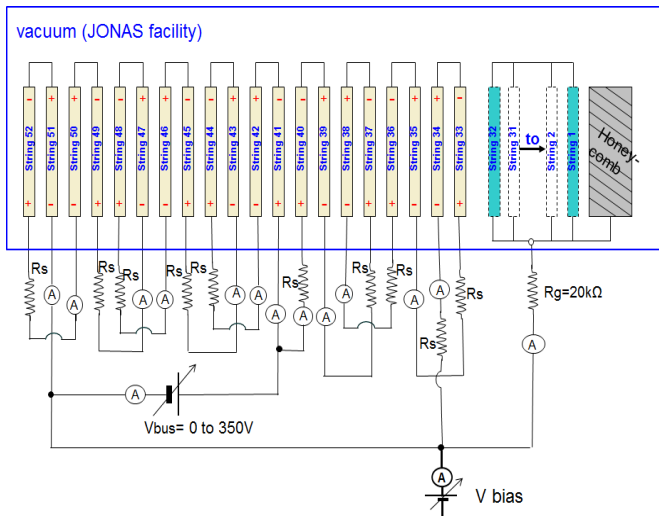 vacuum (JONAS facility)
- + + - - + + - - + + - - + + - - + + -
String 52
String 51
String 50
String 49
String 48
String 47
String 46
String 45
String 44
String 43
String 42
String 41
String 40
String 39
String 38
String 37
String 36
String 35
String 34
String 33
String 32
String 31
to
String 2
String 1
Honey-
comb
+ - - + + - - + + - - + + - - + + - - +
Rs
Rs
Rs
Rs
Rs
Rs
Rs
Rs
Rs
Rs
Rg=20kΩ
A
A
A
A
A
A
A
A
A
A
A
A
A
A
Vbus= 0 to 350V
A
V bias